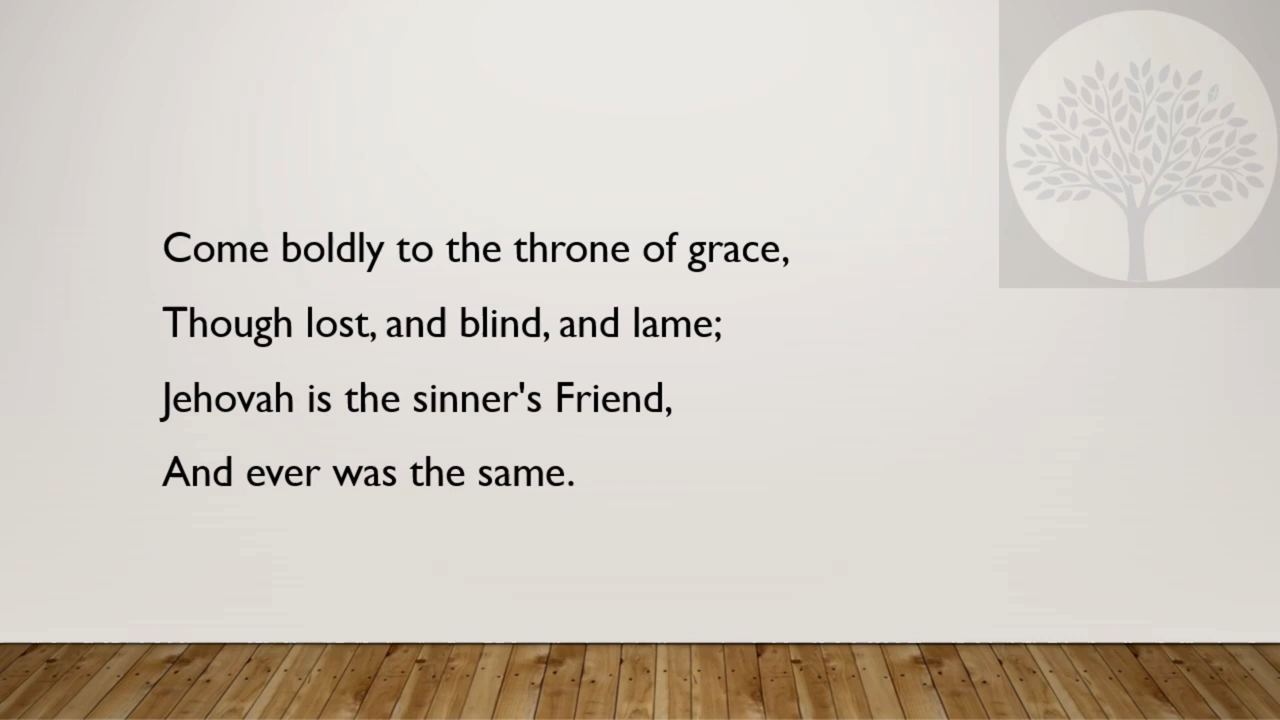 Come boldly to the throne of grace,
Though lost, and blind, and lame;
Jehovah is the sinner's Friend,
And ever was the same.